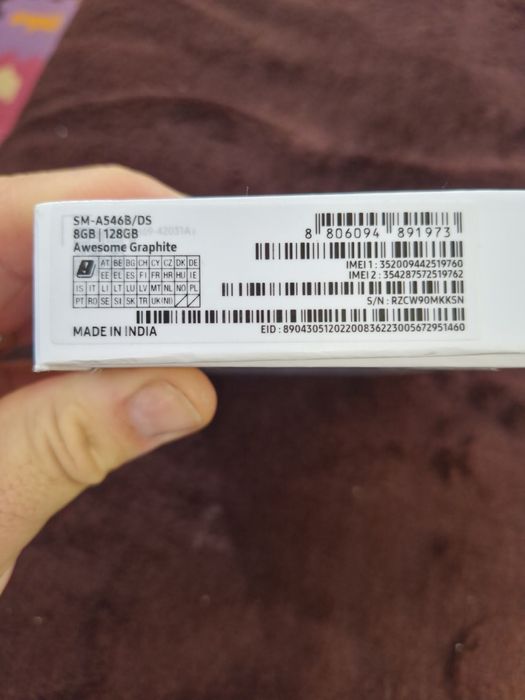 SM-A546B/DS
8GB | 128GB
Awesome Graphite
AT BE BG CH CY CZ DK DE
EE EL ES FI FR HR HU IE
IS IT LI LT LU LV MT NL NO PL
PT RO SE SI SK TR UK(NI)
MADE IN INDIA
8 806094 891973
IMEI 1 : 352009442519760
IMEI 2 : 354287572519762
S/N : RZCW90MKKSN
EID : 89043051202200836223005672951460